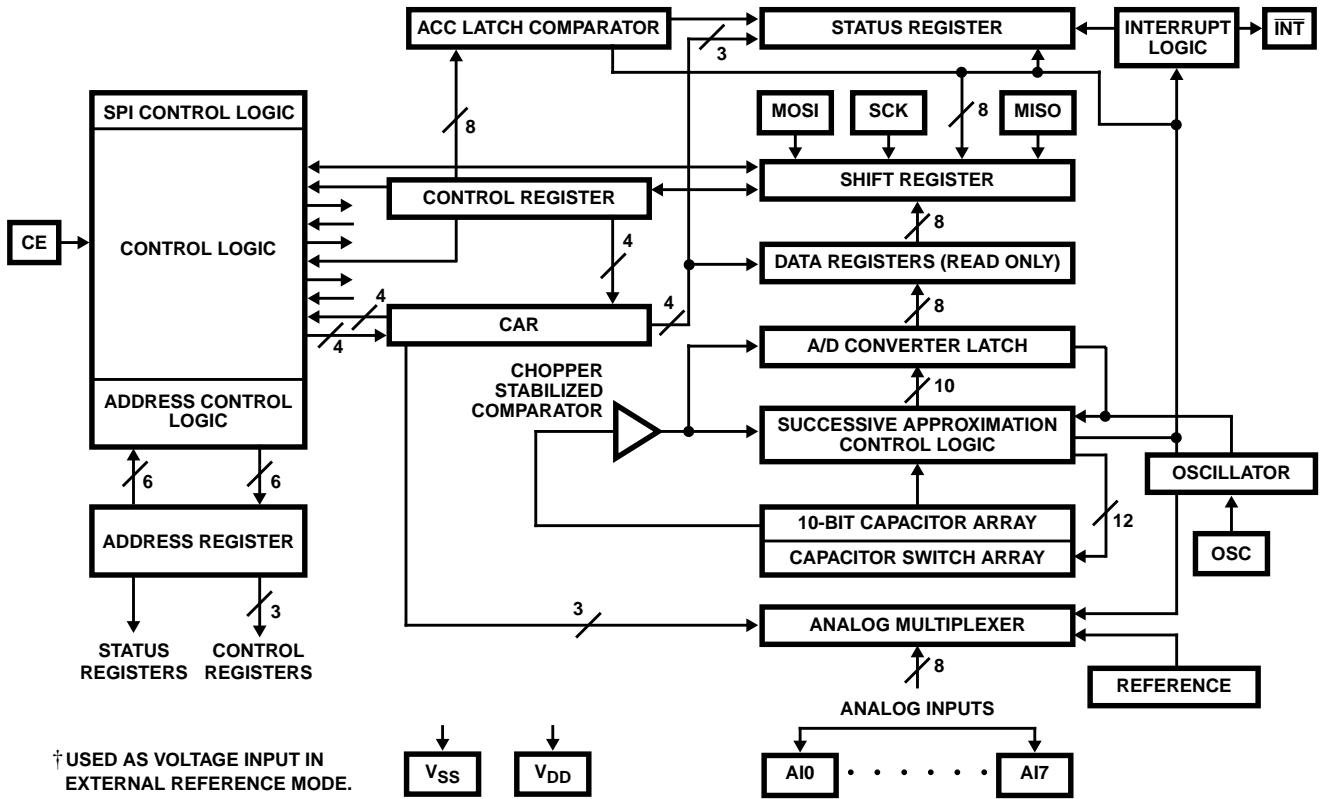 ACC LATCH COMPARATOR
3
STATUS REGISTER
INTERRUPT
LOGIC
INT
SPI CONTROL LOGIC
8
MOSI
SCK
8
MISO
SHIFT REGISTER
CONTROL REGISTER
CE
CONTROL LOGIC
4
8
DATA REGISTERS (READ ONLY)
4
4
CAR
4
8
A/D CONVERTER LATCH
CHOPPER
STABILIZED
COMPARATOR
10
ADDRESS CONTROL
LOGIC
SUCCESSIVE APPROXIMATION
CONTROL LOGIC
6
6
OSCILLATOR
10-BIT CAPACITOR ARRAY
12
ADDRESS REGISTER
CAPACITOR SWITCH ARRAY
OSC
3
3
ANALOG MULTIPLEXER
STATUS
REGISTERS
CONTROL
REGISTERS
8
REFERENCE
ANALOG INPUTS
† USED AS VOLTAGE INPUT IN
EXTERNAL REFERENCE MODE.
VSS
VDD
AI0
· · · · · · ·
AI7